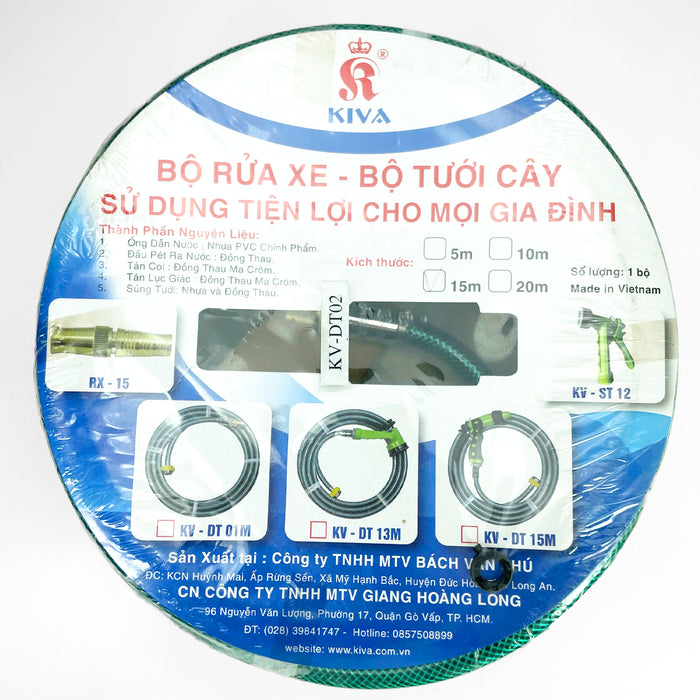 ®
KIVA
BỘ RỬA XE - BỘ TƯỚI CÂY
SỬ DỤNG TIỆN LỢI CHO MỌI GIA ĐÌNH
Thành Phần Nguyên Liệu:
1. Ống Dẫn Nước : Nhựa PVC Chính Phẩm.
2. Đầu Pét Ra Nước : Đồng Thau.
3. Tán Coi : Đồng Thau Mạ Crôm.
4. Tán Lục Giác : Đồng Thau Mạ Crôm.
5. Súng Tưới: Nhựa và Đồng Thau.
Kích thước:
5m 10m
15m 20m
Số lượng: 1 bộ
Made in Vietnam
KV-DT02
RX - 15
KV - ST 12
KV - DT 01M
KV - DT 13M
KV - DT 15M
Sản Xuất tại : Công ty TNHH MTV BÁCH VẠN PHÚ
ĐC: KCN Huỳnh Mai, Ấp Rừng Sến, Xã Mỹ Hạnh Bắc, Huyện Đức Long An.
CN CÔNG TY TNHH MTV GIANG HOÀNG LONG
96 Nguyễn Văn Lượng, Phường 17, Quận Gò Vấp, TP. HCM.
ĐT: (028) 39841747 - Hotline: 0857508899
website: www.kiva.com.vn